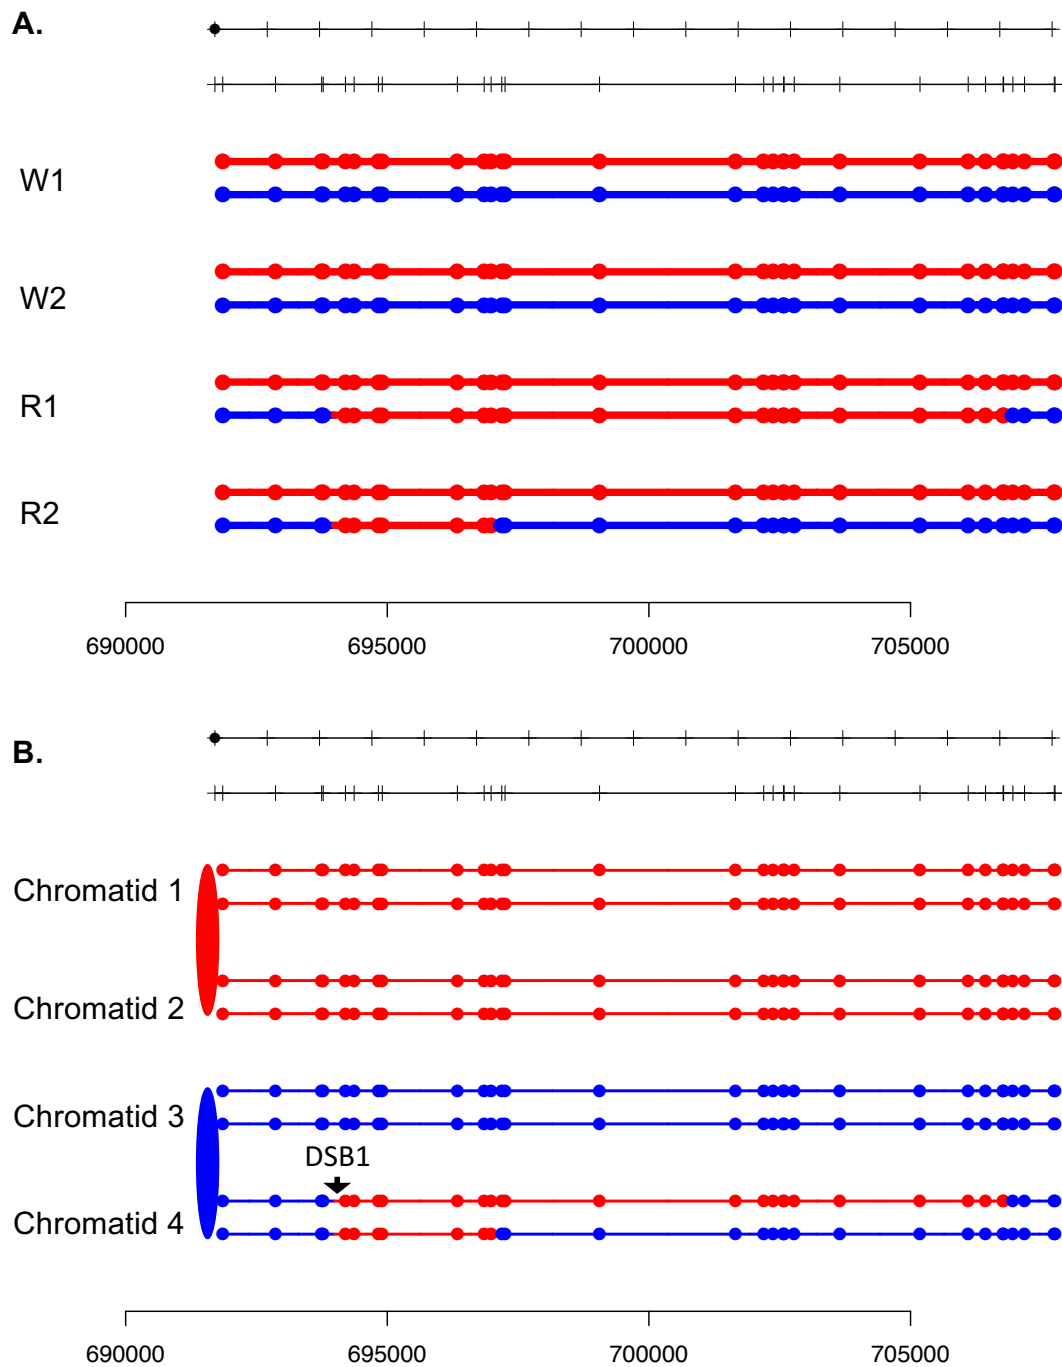 A.
W1
W2
R1
R2
690000 695000 700000 705000
B.
Chromatid 1
Chromatid 2
Chromatid 3
DSB1
Chromatid 4
690000 695000 700000 705000